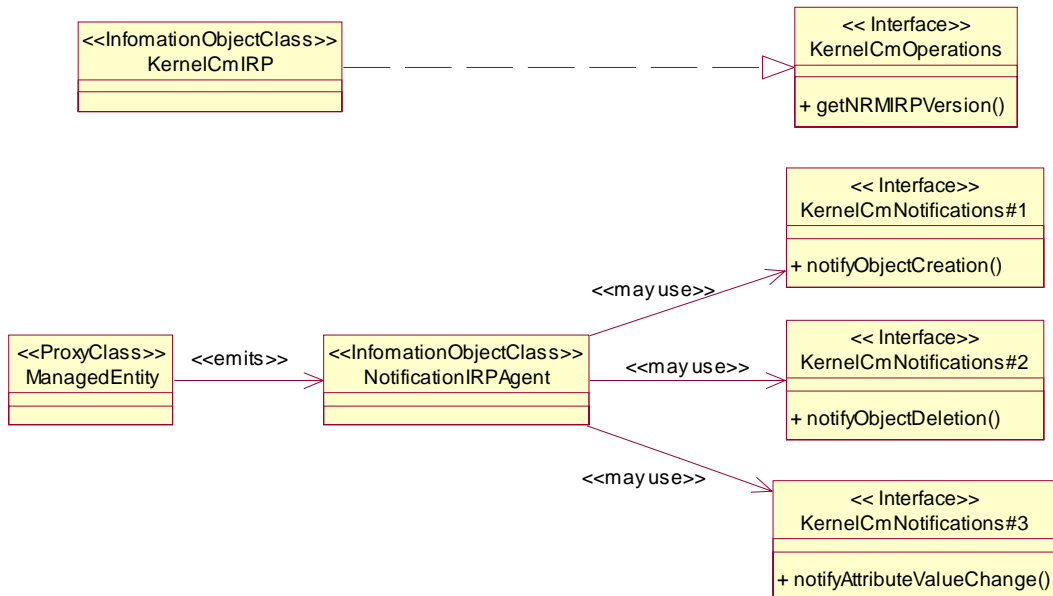 <<InfomationObjectClass>>
KernelCmIRP
<< Interface>>
KernelCmOperations
+ getNRMIRPVersion()
<< Interface>>
KernelCmNotifications#1
+ notifyObjectCreation()
<<may use>>
<<ProxyClass>>
ManagedEntity
<<emits>>
<<InfomationObjectClass>>
NotificationIRPAgent
<<may use>>
<< Interface>>
KernelCmNotifications#2
+ notifyObjectDeletion()
<<may use>>
<< Interface>>
KernelCmNotifications#3
+ notifyAttributeValueChange()